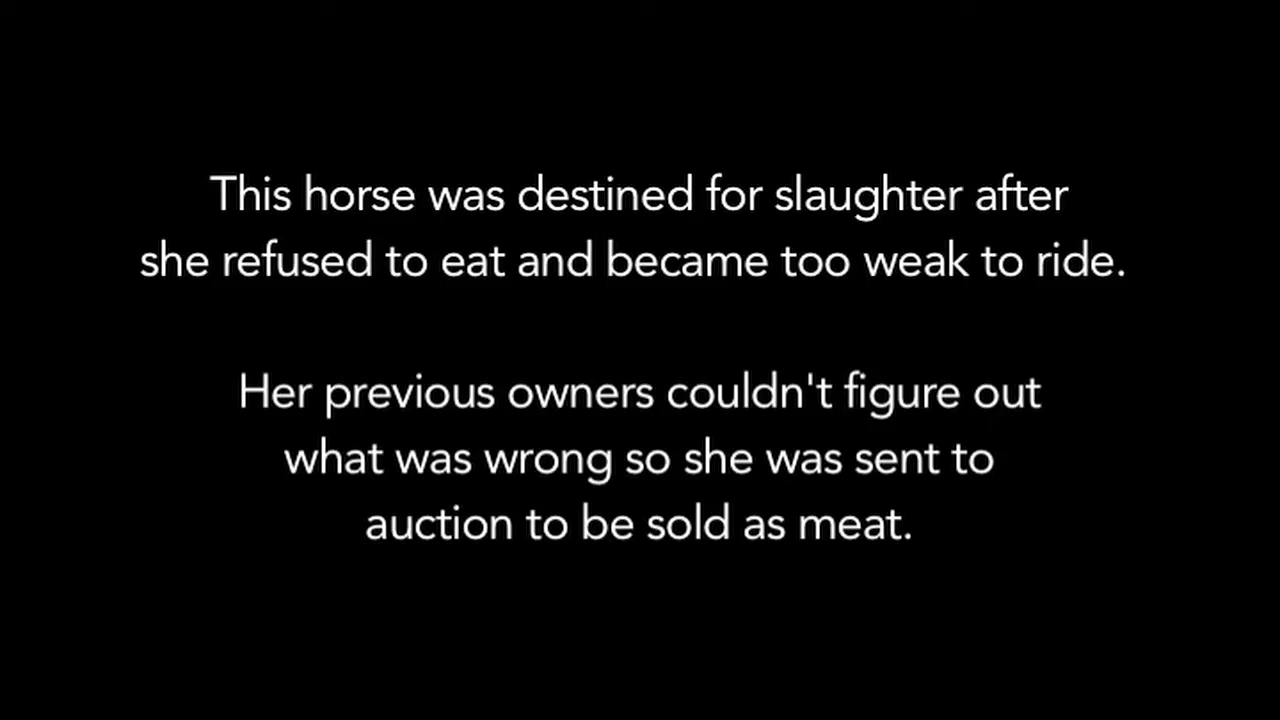 This horse was destined for slaughter after
she refused to eat and became too weak to ride.
Her previous owners couldn't figure out
what was wrong so she was sent to
auction to be sold as meat.